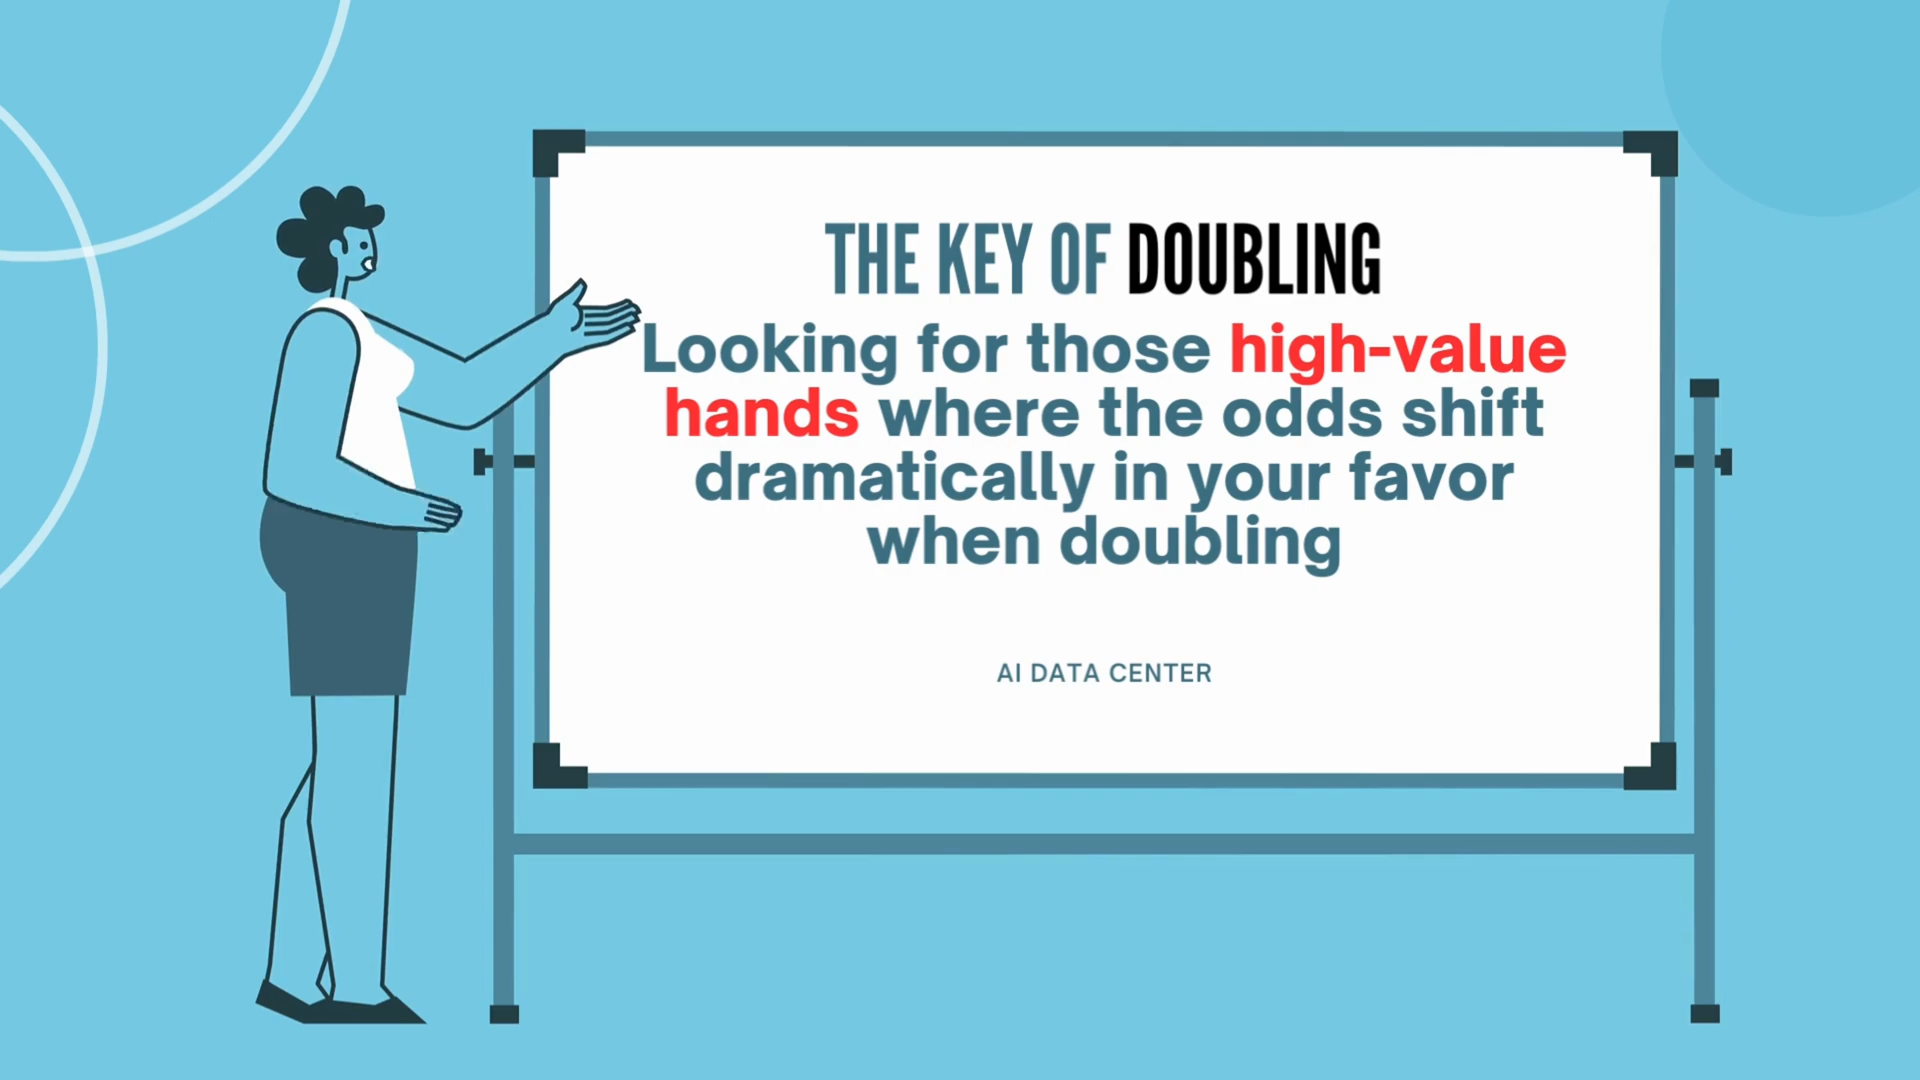 THE KEY OF DOUBLING
Looking for those high-value
hands where the odds shift
dramatically in your favor
when doubling
AI DATA CENTER